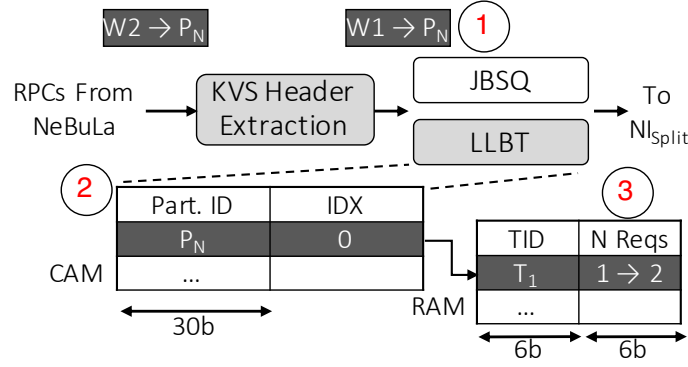 W2 → P_N
W1 → P_N
1
RPCs From
NeBuLa
KVS Header
Extraction
JBSQ
LLBT
To
NI_Split
2
3
Part. ID
IDX
P_N
0
...
CAM
30b
TID
N Reqs
T_1
1 → 2
...
RAM
6b
6b